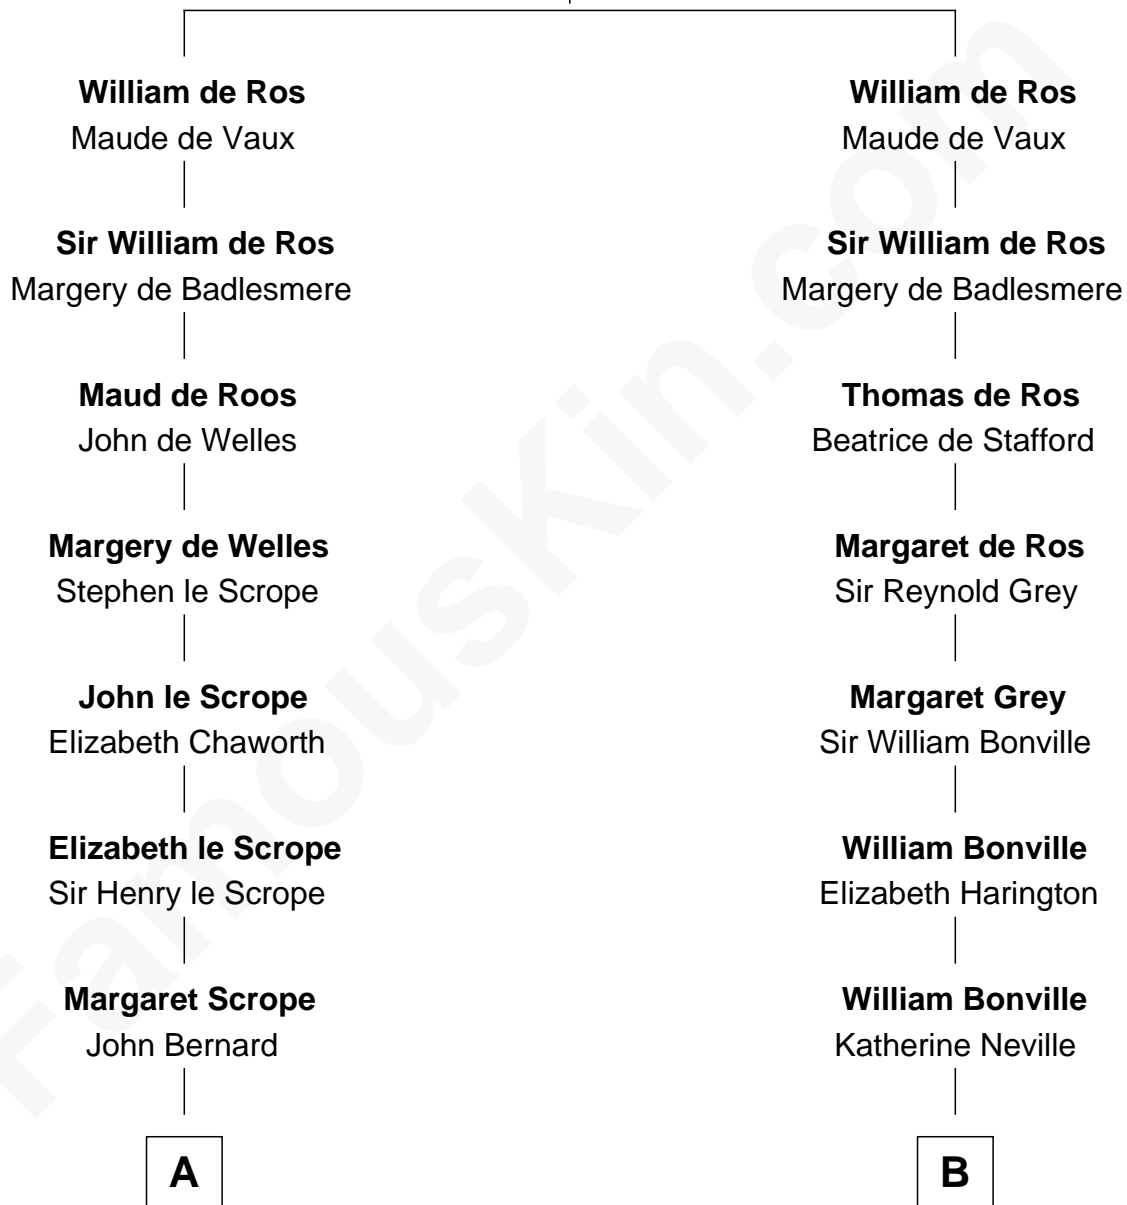 William de Ros
Maude de Vaux
Sir William de Ros
Margery de Badlesmere
Maud de Roos
John de Welles
Margery de Welles
Stephen le Scrope
John le Scrope
Elizabeth Chaworth
Elizabeth le Scrope
Sir Henry le Scrope
Margaret Scrope
John Bernard
A
William de Ros
Maude de Vaux
Sir William de Ros
Margery de Badlesmere
Thomas de Ros
Beatrice de Stafford
Margaret de Ros
Sir Reynold Grey
Margaret Grey
Sir William Bonville
William Bonville
Elizabeth Harington
William Bonville
Katherine Neville
B
FamousKin.com